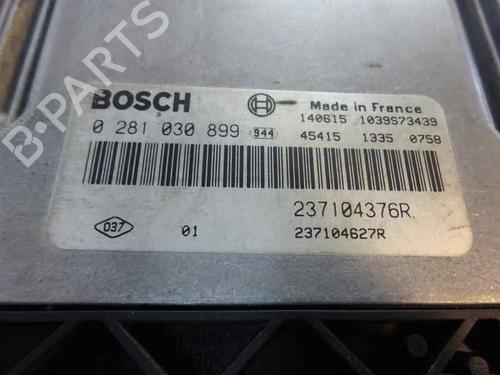 B-PARTS
BOSCH
Made in France
140615 1039S73439
0 281 030 899 944
45415 1335 0758
237104376R
037 01 237104627R